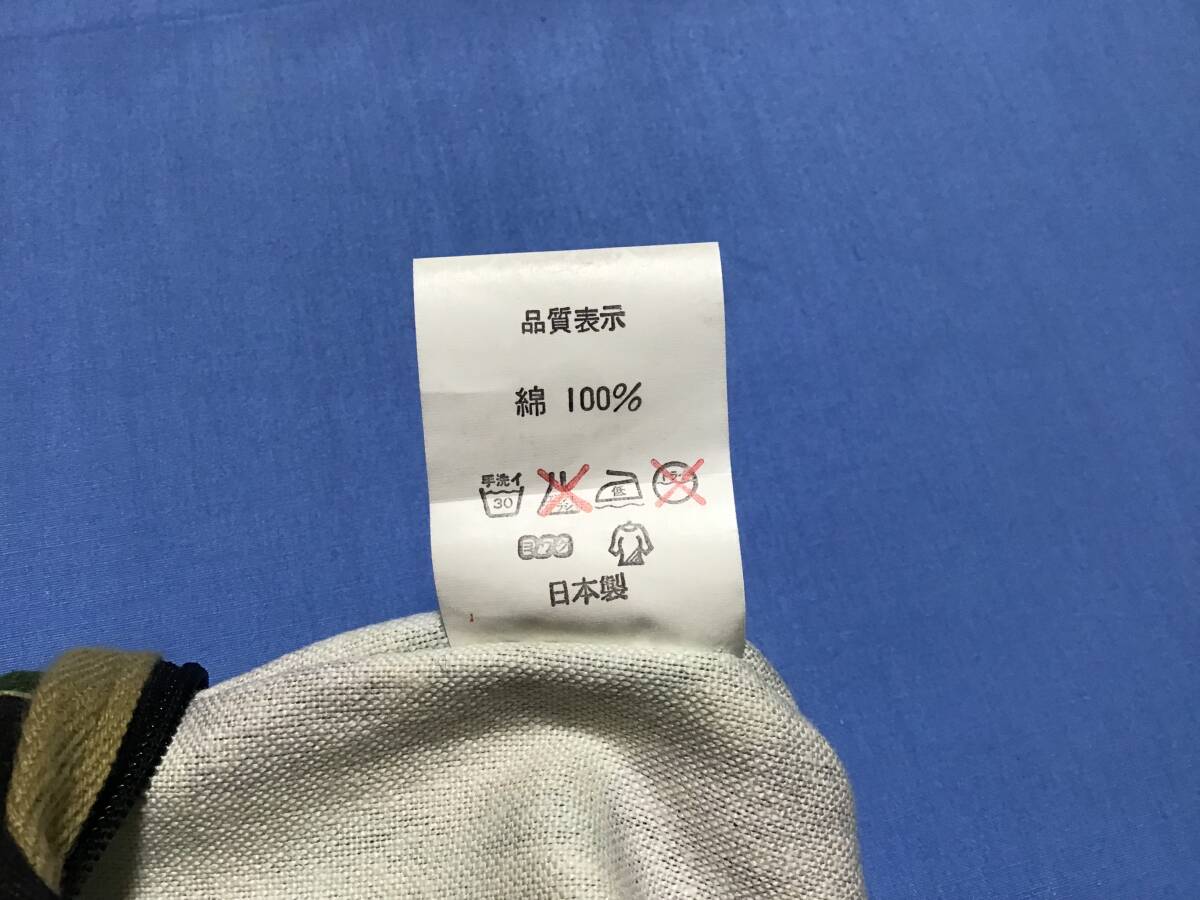 品質表示
綿 100%
手洗イ
30
低
日本製